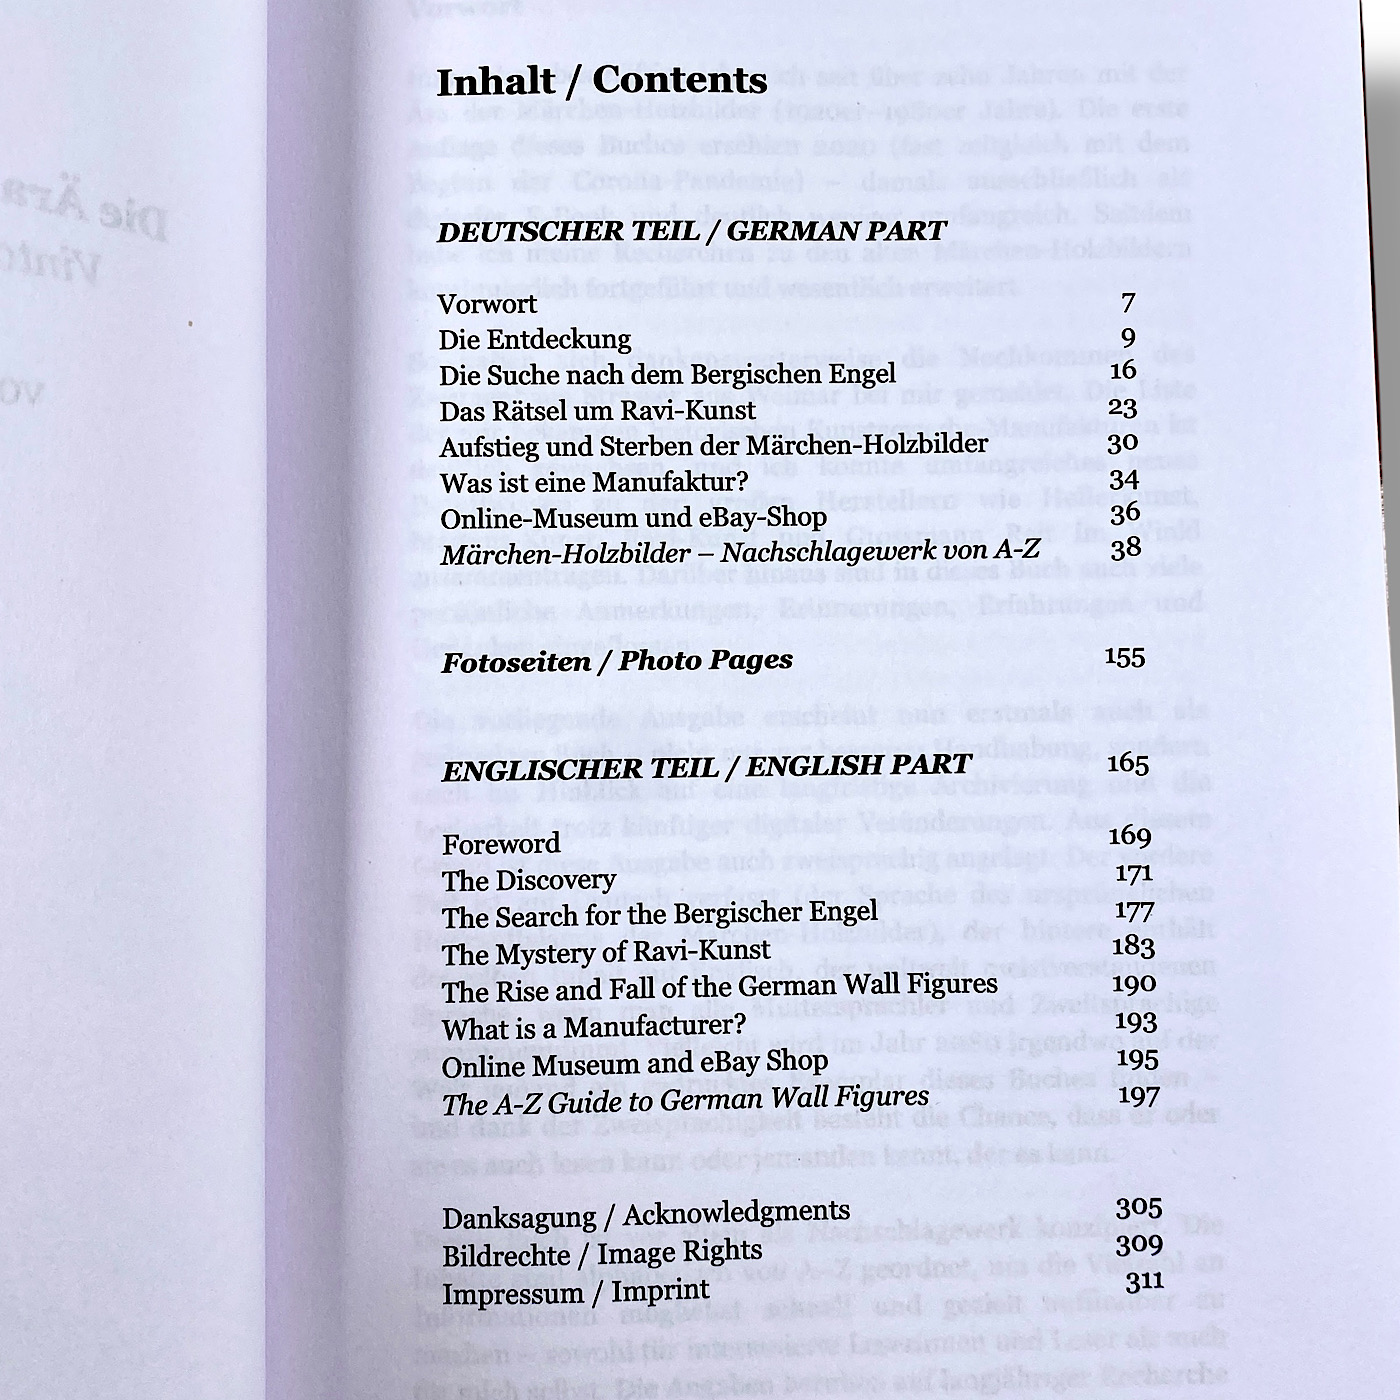 Inhalt / Contents
DEUTSCHER TEIL / GERMAN PART
Vorwort 7
Die Entdeckung 9
Die Suche nach dem Bergischen Engel 16
Das Rätsel um Ravi-Kunst 23
Aufstieg und Sterben der Märchen-Holzbilder 30
Was ist eine Manufaktur? 34
Online-Museum und eBay-Shop 36
Märchen-Holzbilder – Nachschlagewerk von A-Z 38
Fotoseiten / Photo Pages 155
ENGLISCHER TEIL / ENGLISH PART 165
Foreword 169
The Discovery 171
The Search for the Bergischer Engel 177
The Mystery of Ravi-Kunst 183
The Rise and Fall of the German Wall Figures 190
What is a Manufacturer? 193
Online Museum and eBay Shop 195
The A-Z Guide to German Wall Figures 197
Danksagung / Acknowledgments 305
Bildrechte / Image Rights 309
Impressum / Imprint 311